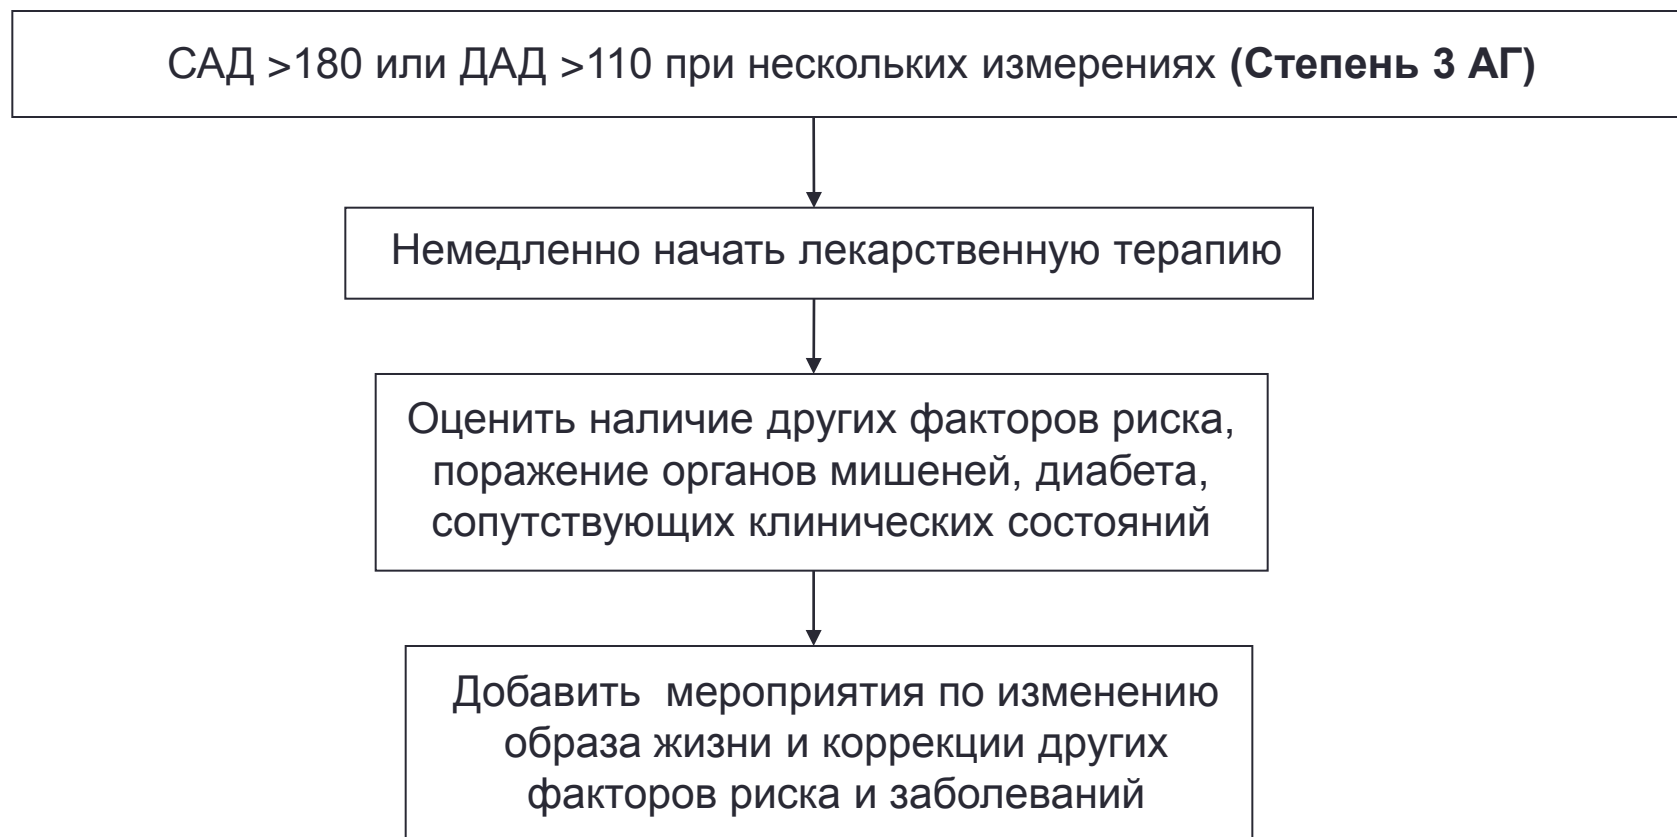 САД >180 или ДАД >110 при нескольких измерениях (Степень 3 АГ)
Немедленно начать лекарственную терапию
Оценить наличие других факторов риска,
поражение органов мишеней, диабета,
сопутствующих клинических состояний
Добавить мероприятия по изменению
образа жизни и коррекции других
факторов риска и заболеваний